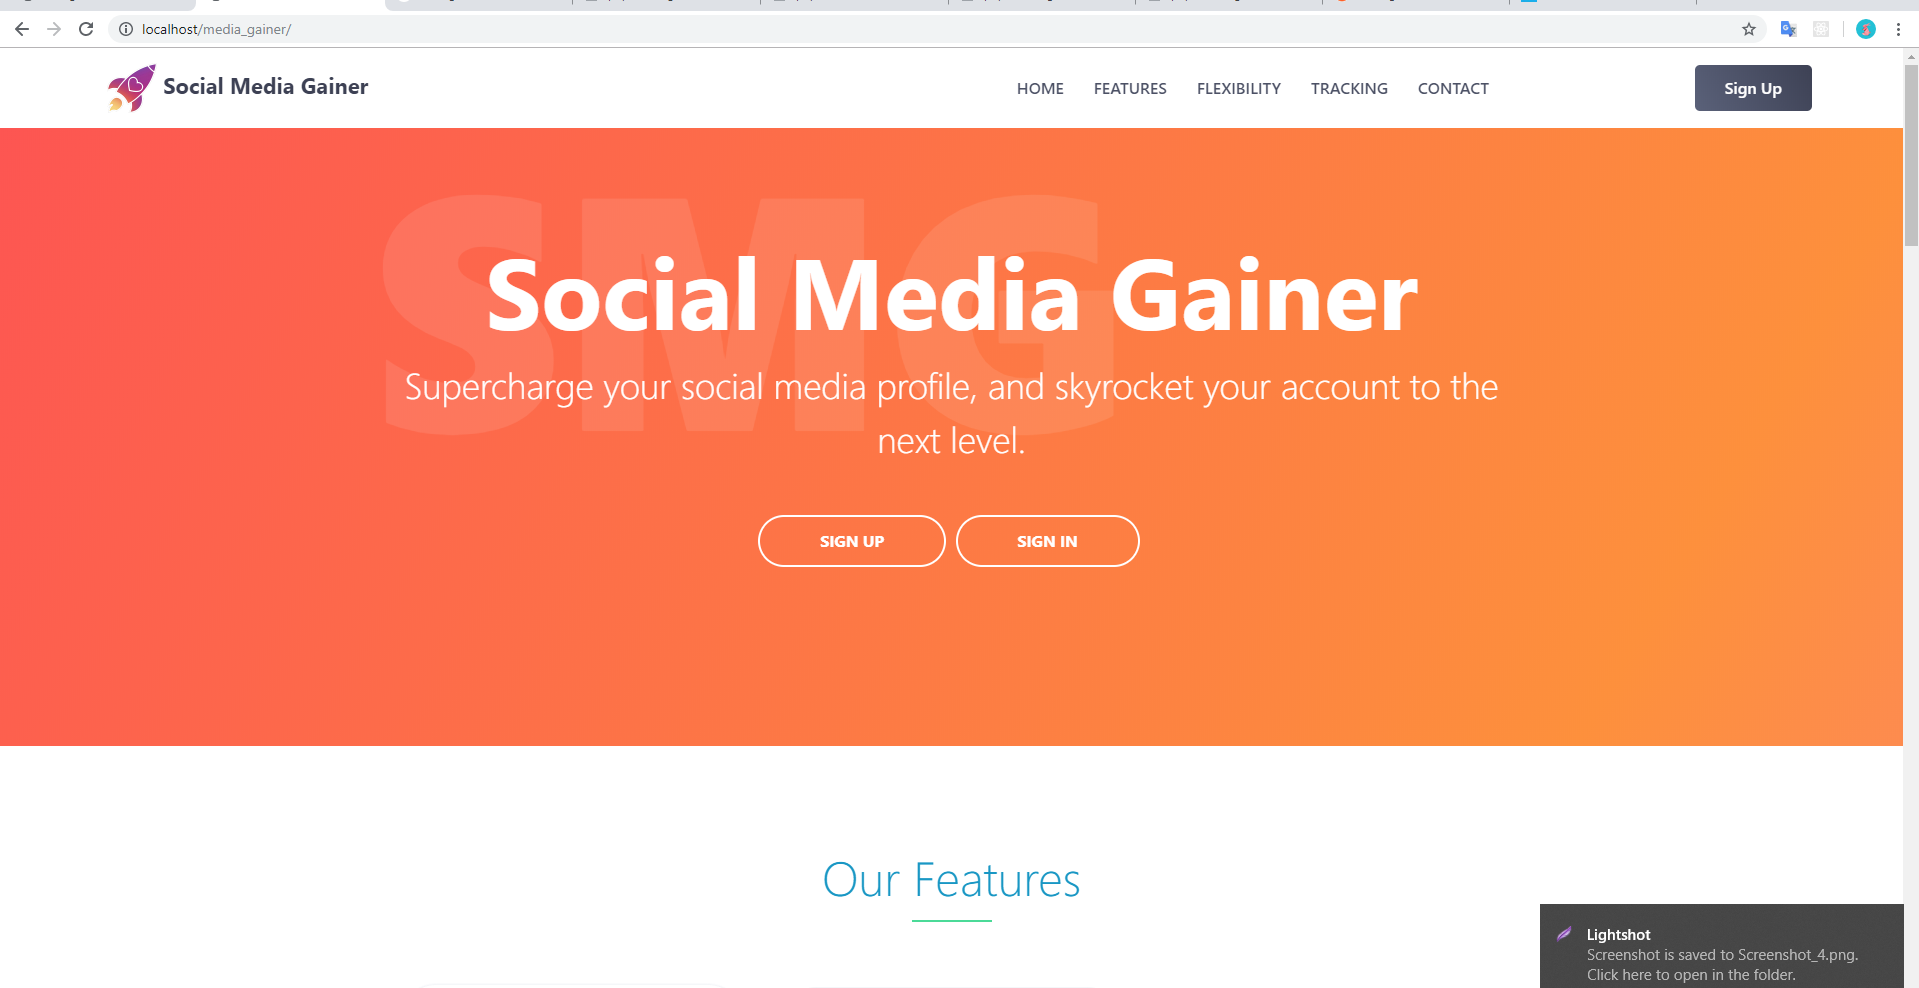 localhost/media_gainer/
Social Media Gainer
HOME FEATURES FLEXIBILITY TRACKING CONTACT
Sign Up
SMG
Social Media Gainer
Supercharge your social media profile, and skyrocket your account to the
next level.
SIGN UP SIGN IN
Our Features
Lightshot
Screenshot is saved to Screenshot_4.png.
Click here to open in the folder.